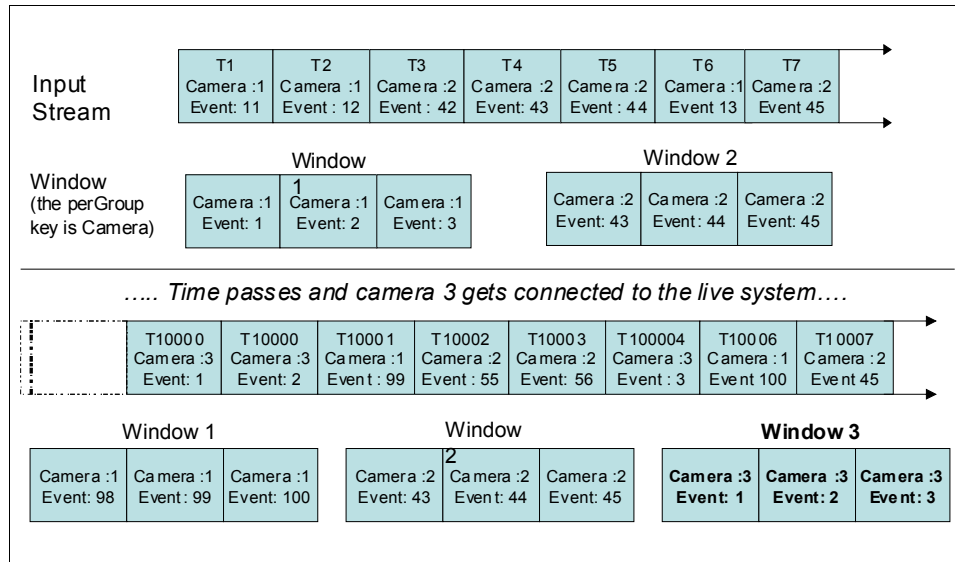 Input
Stream
T1
Camera :1
Event: 11
T2
Camera :1
Event : 12
T3
Camera :2
Event : 42
T4
Camera :2
Event: 43
T5
Camera :2
Event : 44
T6
Camera :1
Event 13
T7
Camera :2
Event 45
Window
(the perGroup
key is Camera)
Window
1
Camera :1
Event: 1
Camera :1
Event: 2
Camera :1
Event: 3
Window 2
Camera :2
Event: 43
Camera :2
Event: 44
Camera :2
Event: 45
..... Time passes and camera 3 gets connected to the live system....
T10000
Camera :3
Event: 1
T10000
Camera :3
Event: 2
T10001
Camera :1
Event : 99
T10002
Camera :2
Event : 55
T10003
Camera :2
Event : 56
T100004
Camera :3
Event : 3
T10006
Camera :1
Event 100
T10007
Camera :2
Event 45
Window 1
Camera :1
Event: 98
Camera :1
Event: 99
Camera :1
Event: 100
Window
2
Camera :2
Event: 43
Camera :2
Event: 44
Camera :2
Event: 45
Window 3
Camera :3
Event: 1
Camera :3
Event: 2
Camera :3
Event: 3